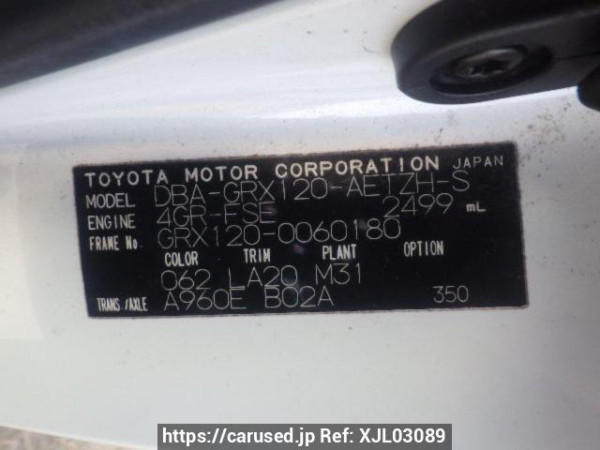 TOYOTA MOTOR CORPORATION JAPAN
MODEL DBA-GRX120-AETZH-S
ENGINE 4GR-FSE 2499 mL
FRAME No. GRX120-0060180
COLOR TRIM PLANT OPTION
062 LA20 M31
TRANS./AXLE A960E B02A 350
https://carused.jp Ref: XJL03089